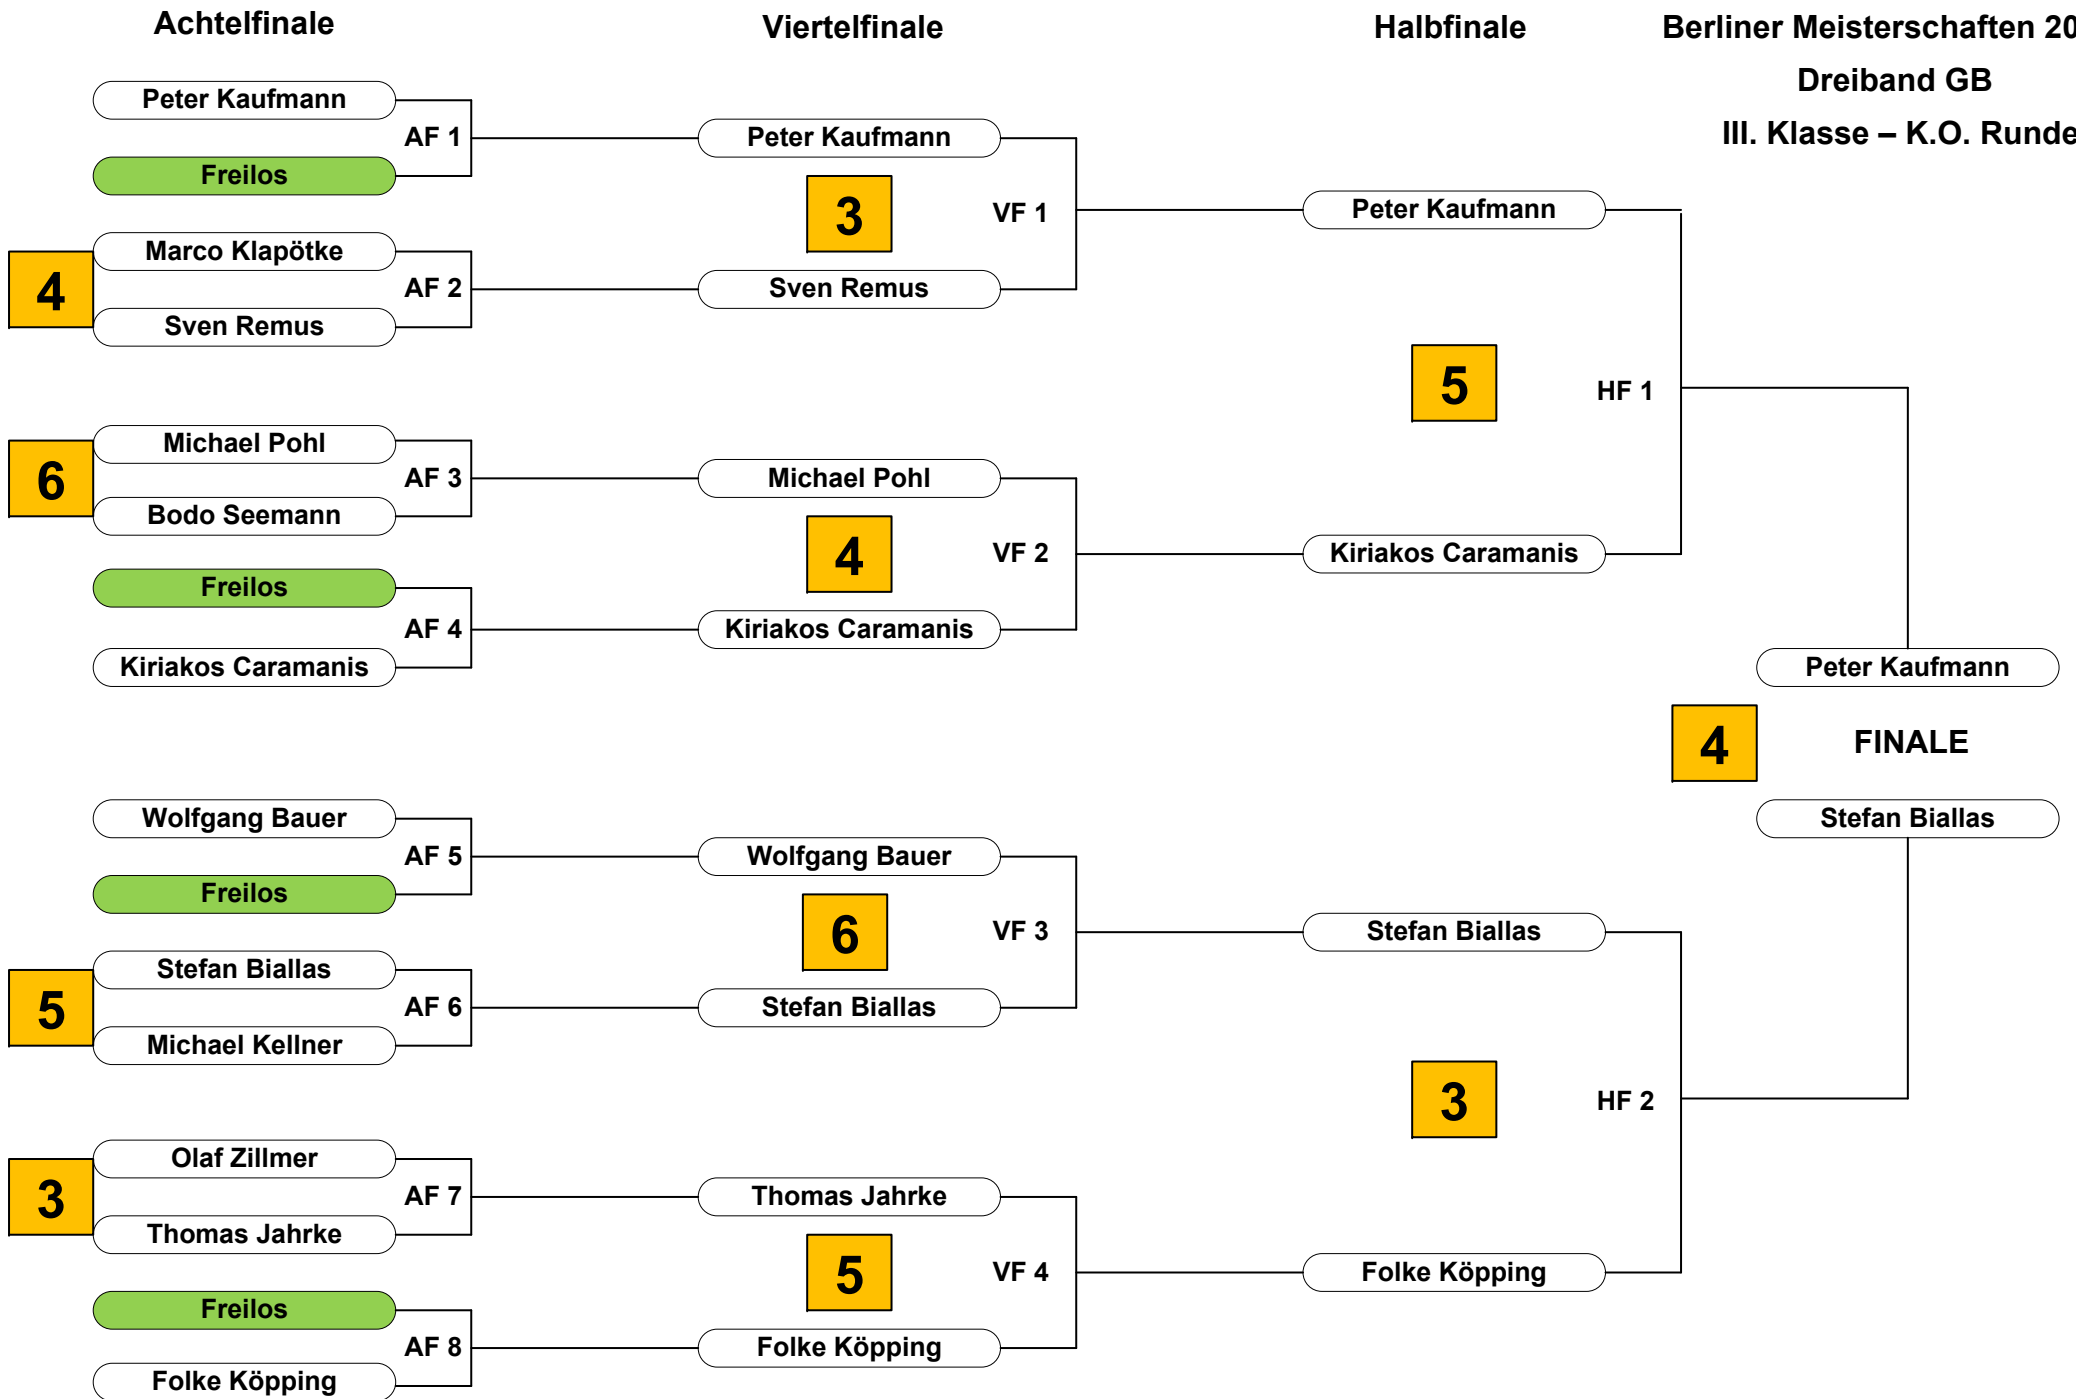 Achtelfinale
Viertelfinale
Halbfinale
Berliner Meisterschaften 20
Dreiband GB
III. Klasse – K.O. Runde
Peter Kaufmann
AF 1
Freilos
Marco Klapötke
4
AF 2
Sven Remus
Michael Pohl
6
AF 3
Bodo Seemann
Freilos
AF 4
Kiriakos Caramanis
Wolfgang Bauer
AF 5
Freilos
Stefan Biallas
5
AF 6
Michael Kellner
Olaf Zillmer
3
AF 7
Thomas Jahrke
Freilos
AF 8
Folke Köpping
Peter Kaufmann
3
VF 1
Sven Remus
Michael Pohl
4
VF 2
Kiriakos Caramanis
Wolfgang Bauer
6
VF 3
Stefan Biallas
Thomas Jahrke
5
VF 4
Folke Köpping
Peter Kaufmann
5
HF 1
Kiriakos Caramanis
Stefan Biallas
3
HF 2
Folke Köpping
Peter Kaufmann
4
FINALE
Stefan Biallas